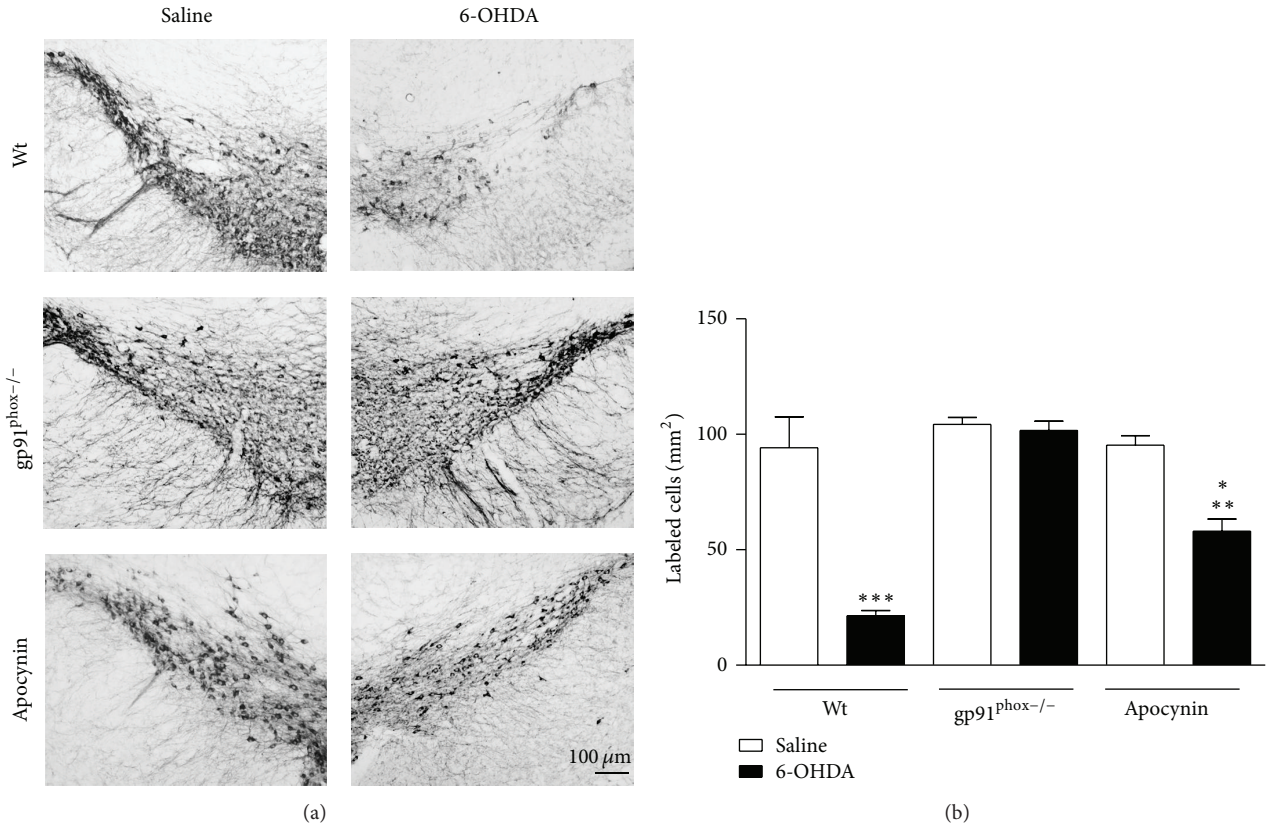 Saline
6-OHDA
Wt
gp91phox−/−
Apocynin
100 μm
(a)
Labeled cells (mm2)
150
100
50
0
***
*
**
Wt
gp91phox−/−
Apocynin
Saline
6-OHDA
(b)